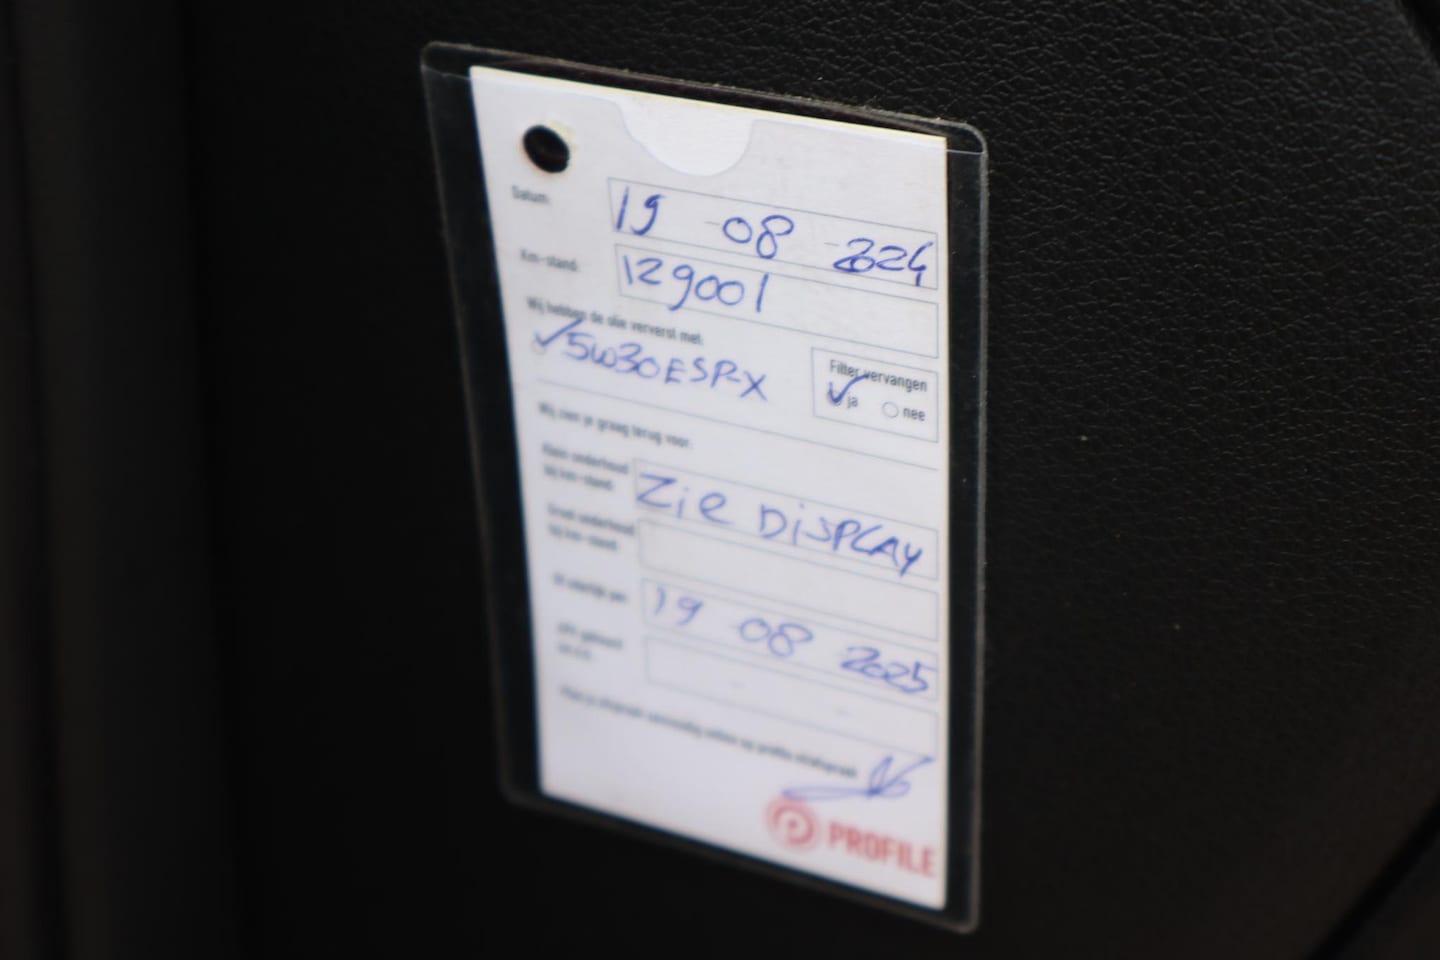 Datum: 19 - 08 - 2024
Km-stand: 129001
Wij hebben de olie ververst met:
5W30ESP-X
Filter vervangen
ja nee
Wij zien je graag terug voor:
Klein onderhoud
bij km-stand: Zie DiSPLAY
Groot onderhoud
bij km-stand:
Of uiterlijk per: 19 08 2025
APK gekeurd
PROFILE